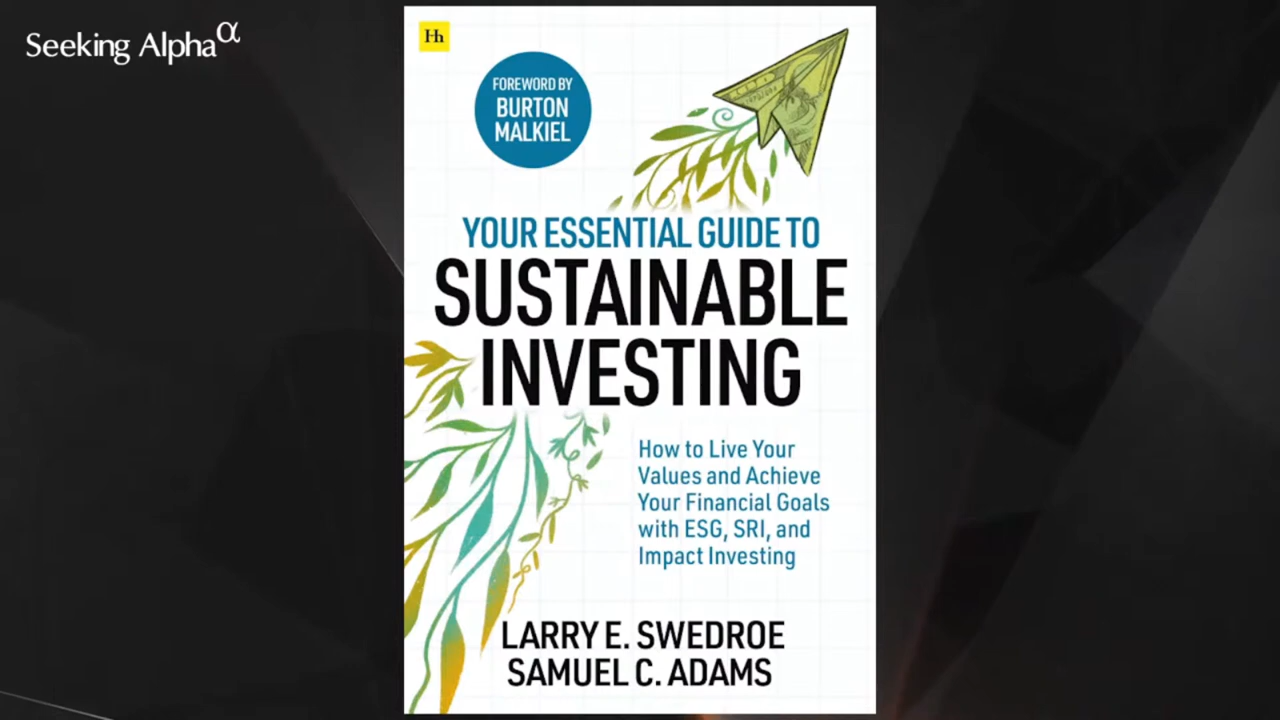 Seeking Alphaα
Hh
FOREWORD BY
BURTON
MALKIEL
YOUR ESSENTIAL GUIDE TO
SUSTAINABLE
INVESTING
How to Live Your
Values and Achieve
Your Financial Goals
with ESG, SRI, and
Impact Investing
LARRY E. SWEDROE
SAMUEL C. ADAMS